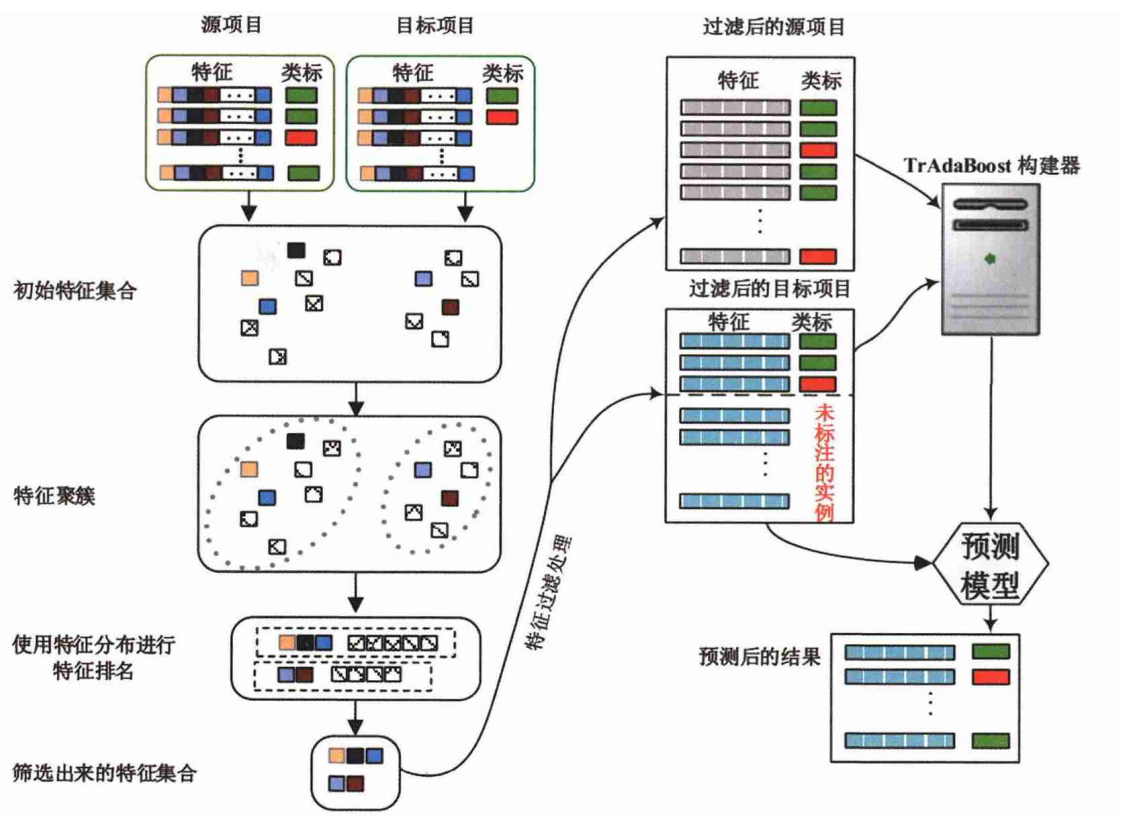 源项目
目标项目
特征
类标
特征
类标
初始特征集合
特征聚簇
使用特征分布进行
特征排名
筛选出来的特征集合
特征过滤处理
过滤后的源项目
特征
类标
过滤后的目标项目
特征
类标
未标注的实例
TrAdaBoost 构建器
预测
模型
预测后的结果